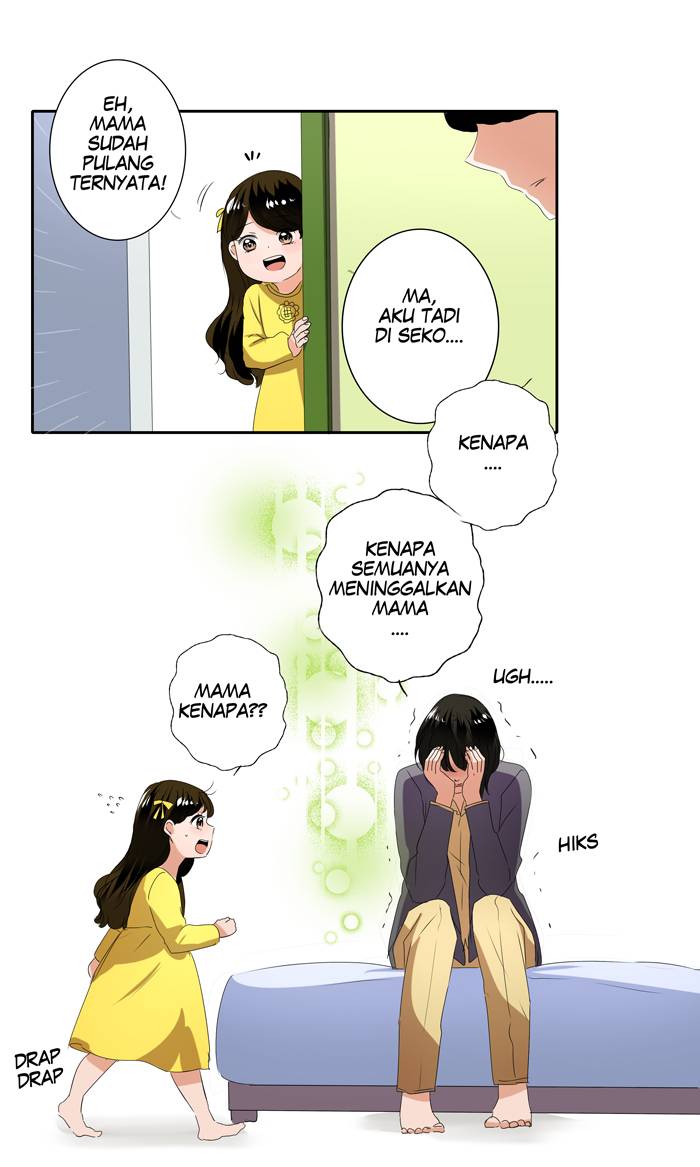 EH,
MAMA
SUDAH
PULANG
TERNYATA!
MA,
AKU TADI
DI SEKO....
KENAPA
....
KENAPA
SEMUANYA
MENINGGALKAN
MAMA
....
UGH.....
MAMA
KENAPA??
HIKS
DRAP
DRAP